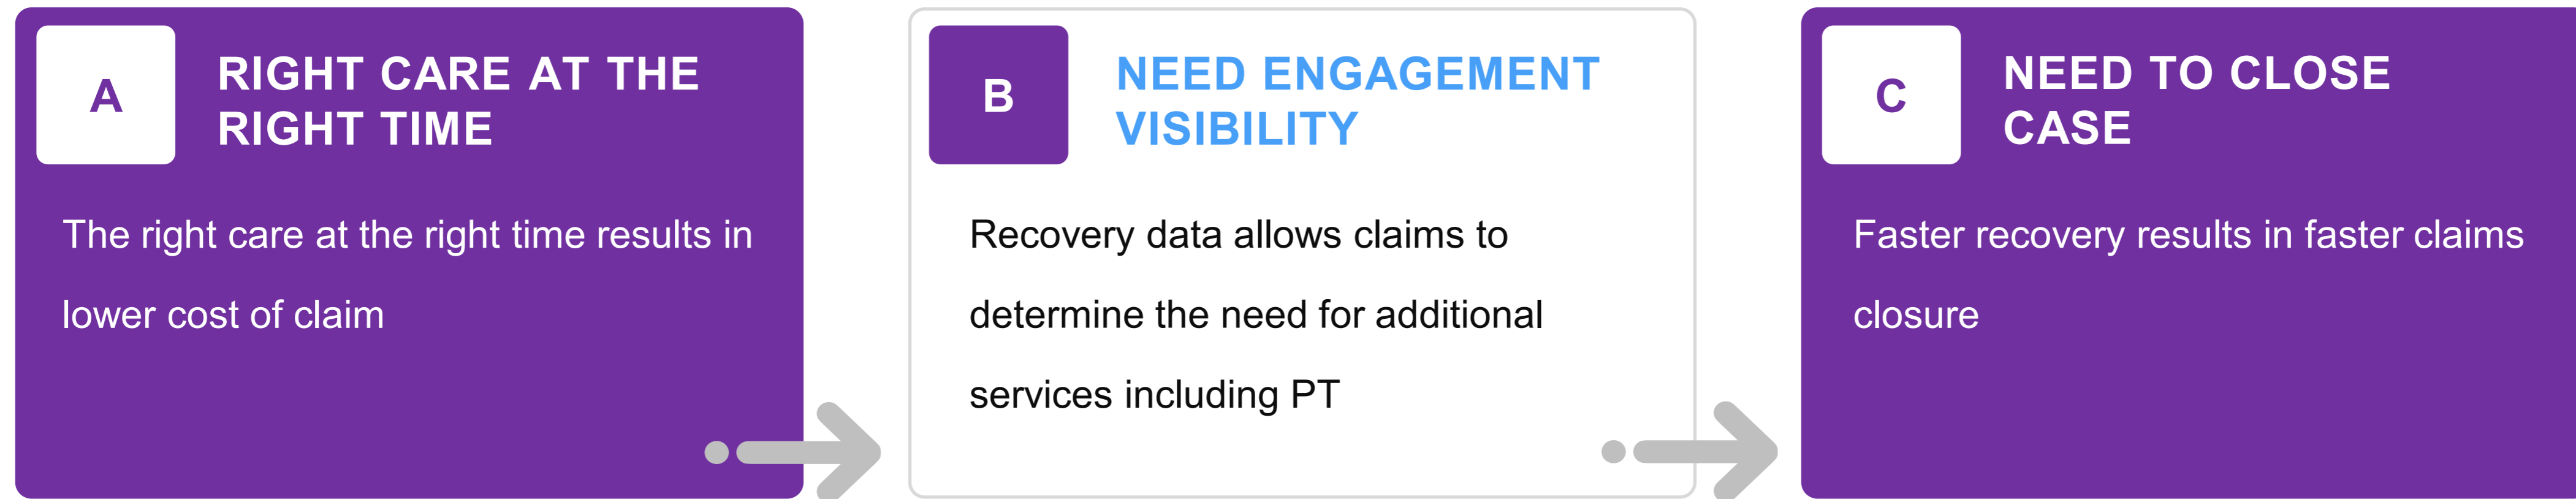 A
RIGHT CARE AT THE
RIGHT TIME
The right care at the right time results in
lower cost of claim
B
NEED ENGAGEMENT
VISIBILITY
Recovery data allows claims to
determine the need for additional
services including PT
C
NEED TO CLOSE
CASE
Faster recovery results in faster claims
closure